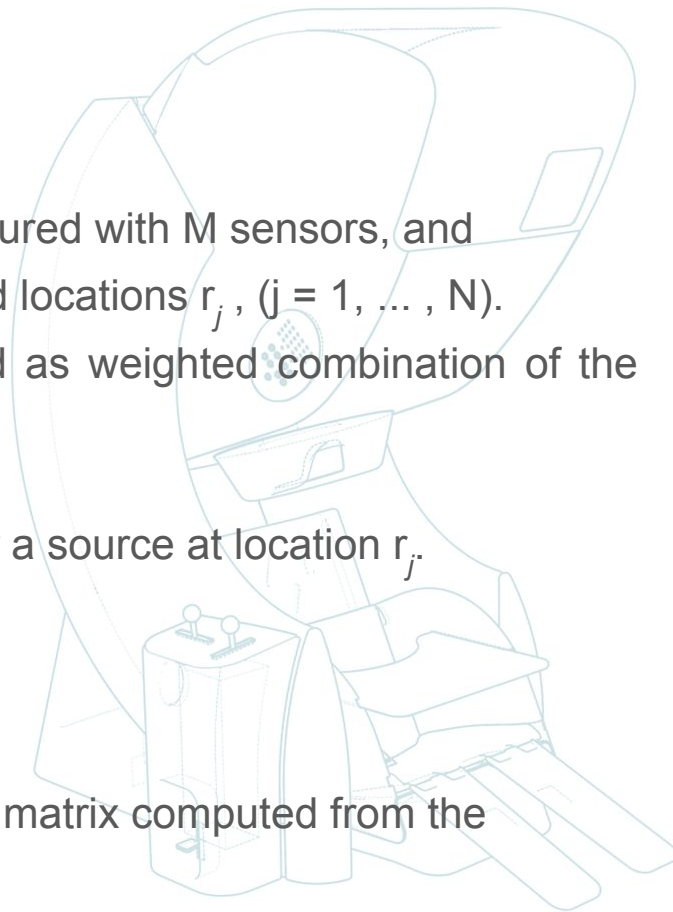 ured with M sensors, and
d locations r_j , (j = 1, ... , N).
d as weighted combination of the
a source at location r_j.
matrix computed from the